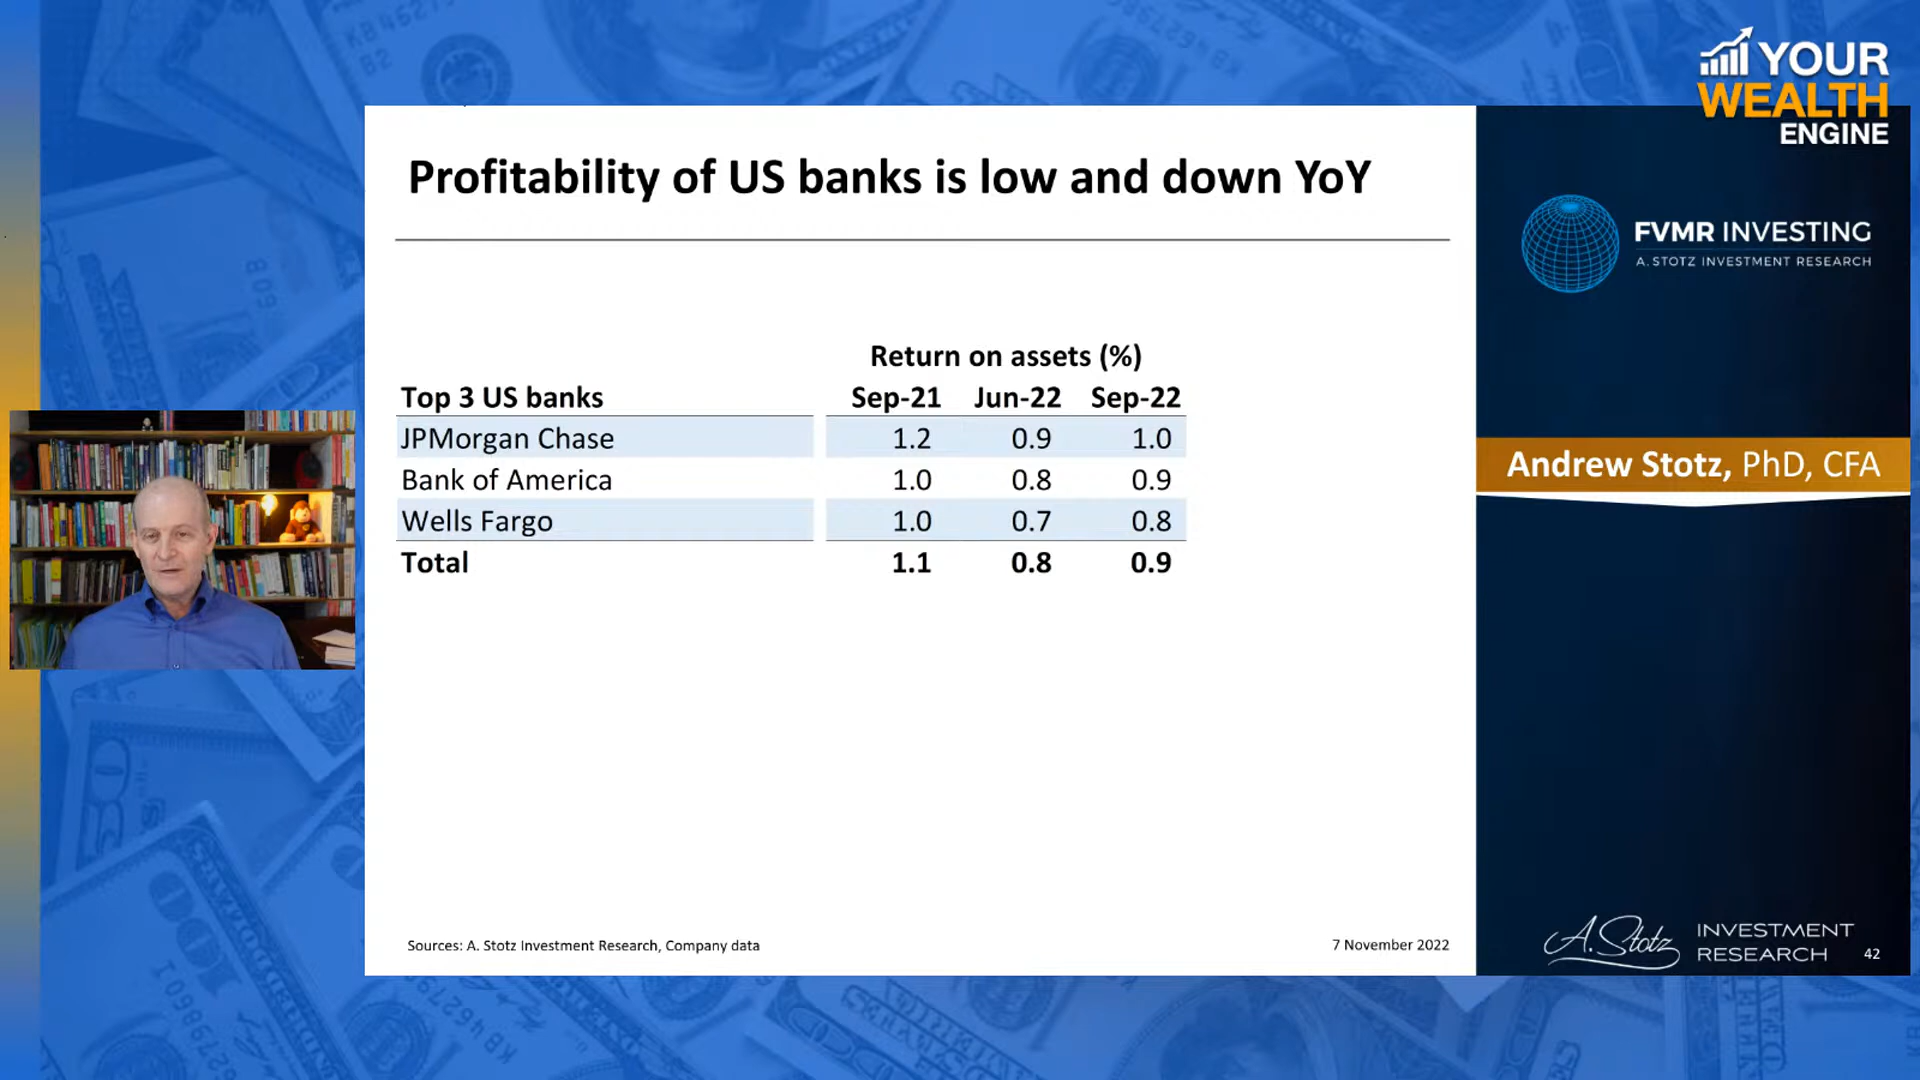 YOUR
WEALTH
ENGINE
Profitability of US banks is low and down YoY
FVMR INVESTING
A. STOTZ INVESTMENT RESEARCH
Return on assets (%)
Top 3 US banks Sep-21 Jun-22 Sep-22
JPMorgan Chase 1.2 0.9 1.0
Bank of America 1.0 0.8 0.9
Wells Fargo 1.0 0.7 0.8
Total 1.1 0.8 0.9
Andrew Stotz, PhD, CFA
Sources: A. Stotz Investment Research, Company data
7 November 2022
A. Stotz INVESTMENT
RESEARCH
42